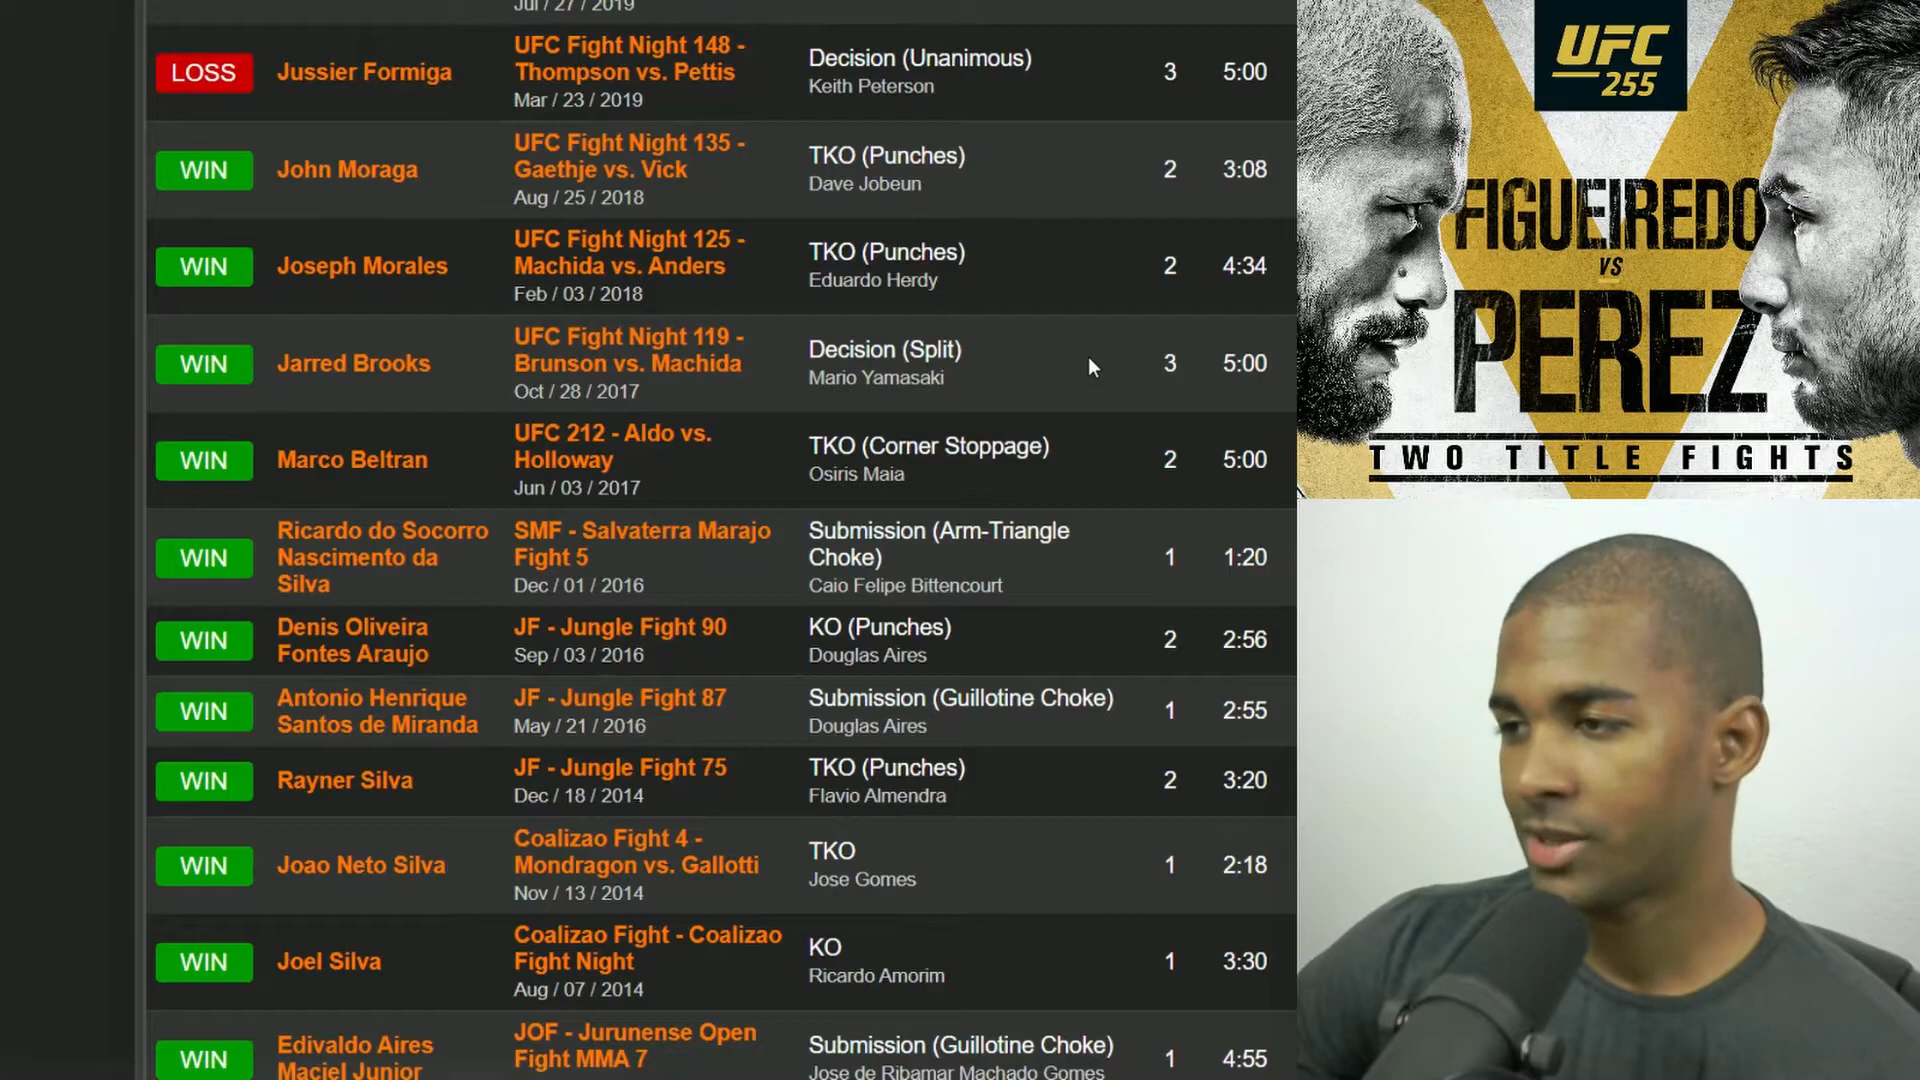 Jul / 27 / 2019
LOSS
Jussier Formiga
UFC Fight Night 148 -
Thompson vs. Pettis
Mar / 23 / 2019
Decision (Unanimous)
Keith Peterson
3
5:00
WIN
John Moraga
UFC Fight Night 135 -
Gaethje vs. Vick
Aug / 25 / 2018
TKO (Punches)
Dave Jobeun
2
3:08
WIN
Joseph Morales
UFC Fight Night 125 -
Machida vs. Anders
Feb / 03 / 2018
TKO (Punches)
Eduardo Herdy
2
4:34
WIN
Jarred Brooks
UFC Fight Night 119 -
Brunson vs. Machida
Oct / 28 / 2017
Decision (Split)
Mario Yamasaki
3
5:00
WIN
Marco Beltran
UFC 212 - Aldo vs.
Holloway
Jun / 03 / 2017
TKO (Corner Stoppage)
Osiris Maia
2
5:00
WIN
Ricardo do Socorro
Nascimento da
Silva
SMF - Salvaterra Marajo
Fight 5
Dec / 01 / 2016
Submission (Arm-Triangle
Choke)
Caio Felipe Bittencourt
1
1:20
WIN
Denis Oliveira
Fontes Araujo
JF - Jungle Fight 90
Sep / 03 / 2016
KO (Punches)
Douglas Aires
2
2:56
WIN
Antonio Henrique
Santos de Miranda
JF - Jungle Fight 87
May / 21 / 2016
Submission (Guillotine Choke)
Douglas Aires
1
2:55
WIN
Rayner Silva
JF - Jungle Fight 75
Dec / 18 / 2014
TKO (Punches)
Flavio Almendra
2
3:20
WIN
Joao Neto Silva
Coalizao Fight 4 -
Mondragon vs. Gallotti
Nov / 13 / 2014
TKO
Jose Gomes
1
2:18
WIN
Joel Silva
Coalizao Fight - Coalizao
Fight Night
Aug / 07 / 2014
KO
Ricardo Amorim
1
3:30
WIN
Edivaldo Aires
Maciel Junior
JOF - Jurunense Open
Fight MMA 7
Submission (Guillotine Choke)
Jose de Ribamar Machado Gomes
1
4:55
UFC
255
FIGUEIREDO
VS
PEREZ
TWO TITLE FIGHTS